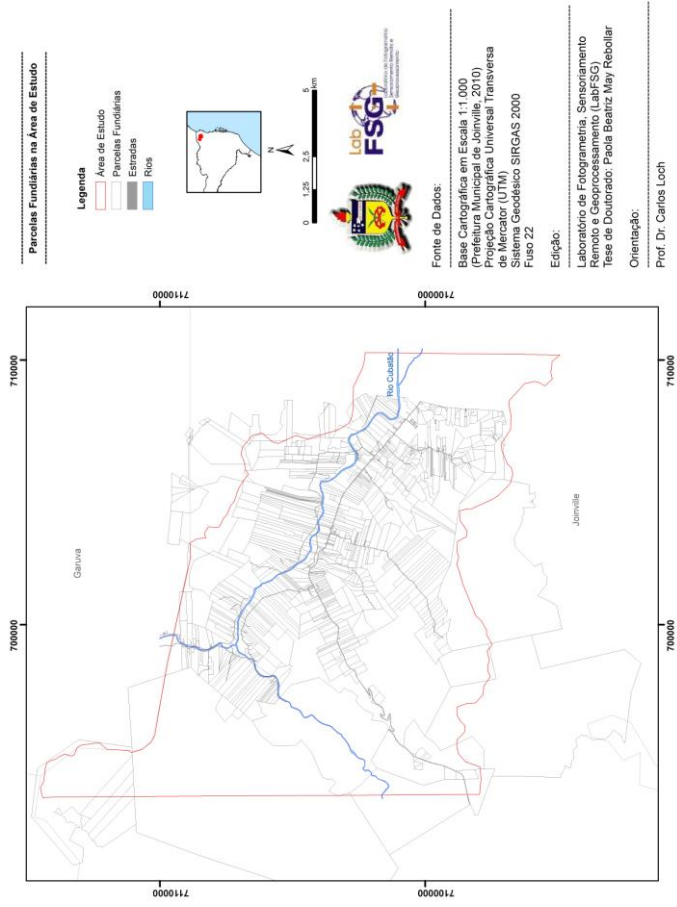 Parcelas Fundiárias na Área de Estudo
Legenda
Área de Estudo
Parcelas Fundiárias
Estradas
Rios
N
0 1,25 2,5 5
km
Lab
FSG
Fonte de Dados:
Base Cartográfica em Escala 1:1.000
(Prefeitura Municipal de Joinville, 2010)
Projeção Cartográfica Universal Transversa
de Mercator (UTM)
Sistema Geodésico SIRGAS 2000
Fuso 22
Edição:
Laboratório de Fotogrametria, Sensoriamento
Remoto e Geoprocessamento (LabFSG)
Tese de Doutorado: Paola Beatriz May Rebollar
Orientação:
Prof. Dr. Carlos Loch
700000
710000
7110000
7110000
7100000
7100000
Garuva
Rio Cubatão
Joinville
700000
710000